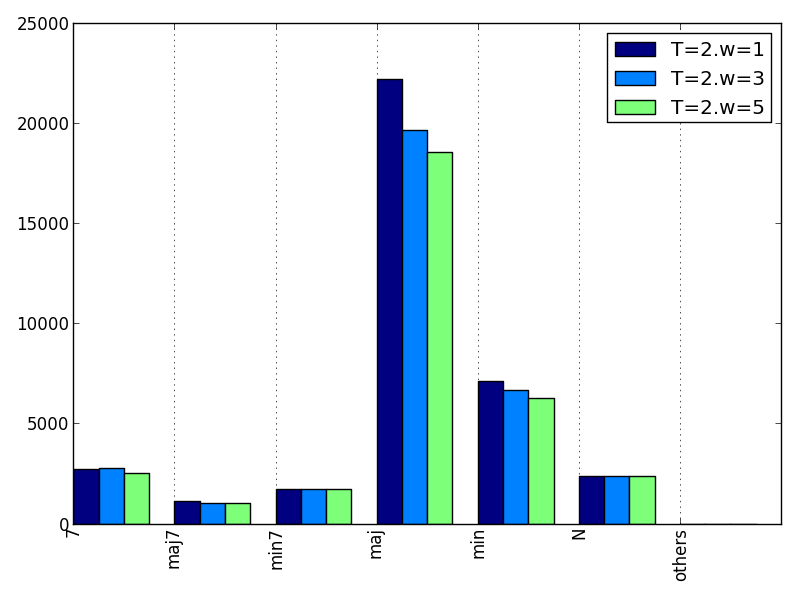 25000
20000
15000
10000
5000
0
T=2.w=1
T=2.w=3
T=2.w=5
7
maj7
min7
maj
min
N
others